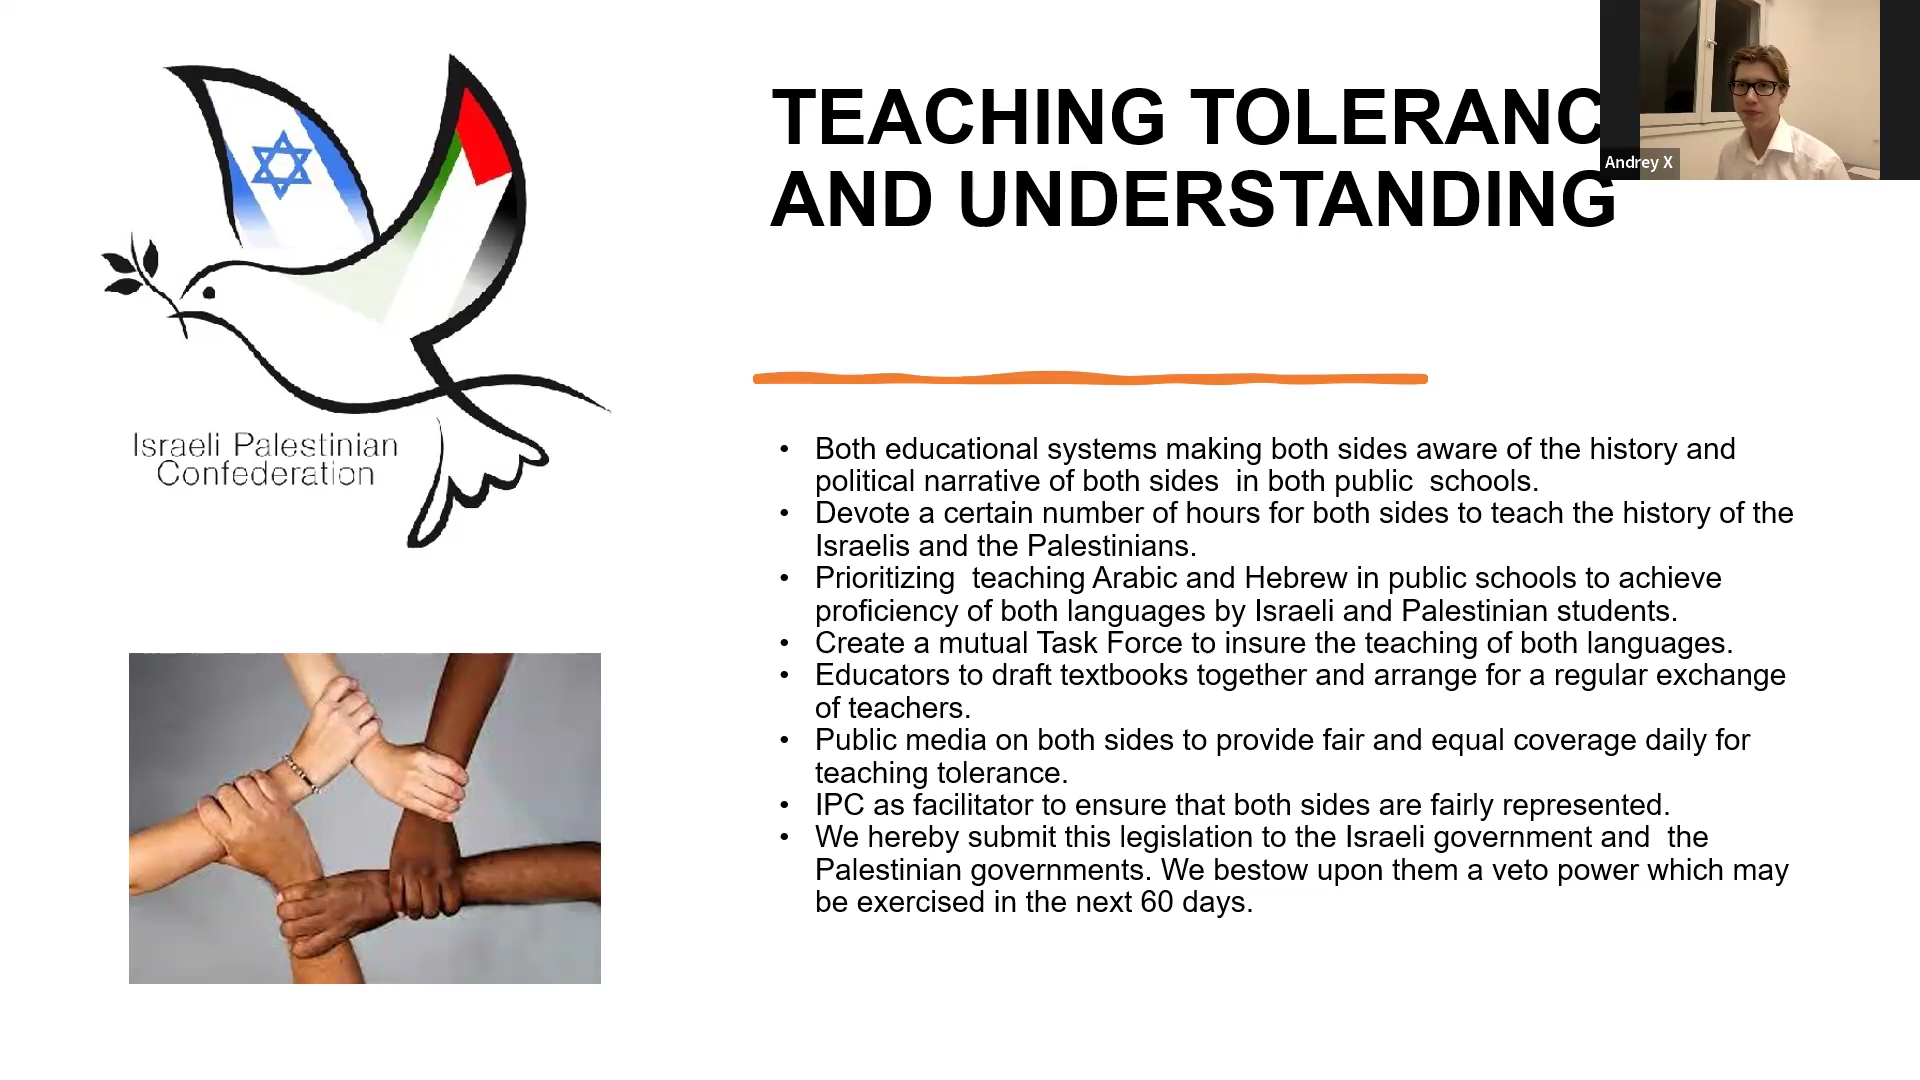 TEACHING TOLERANC
AND UNDERSTANDING
Andrey X
Israeli Palestinian
Confederation
• Both educational systems making both sides aware of the history and
political narrative of both sides  in both public  schools.
• Devote a certain number of hours for both sides to teach the history of the
Israelis and the Palestinians.
• Prioritizing  teaching Arabic and Hebrew in public schools to achieve
proficiency of both languages by Israeli and Palestinian students.
• Create a mutual Task Force to insure the teaching of both languages.
• Educators to draft textbooks together and arrange for a regular exchange
of teachers.
• Public media on both sides to provide fair and equal coverage daily for
teaching tolerance.
• IPC as facilitator to ensure that both sides are fairly represented.
• We hereby submit this legislation to the Israeli government and  the
Palestinian governments. We bestow upon them a veto power which may
be exercised in the next 60 days.